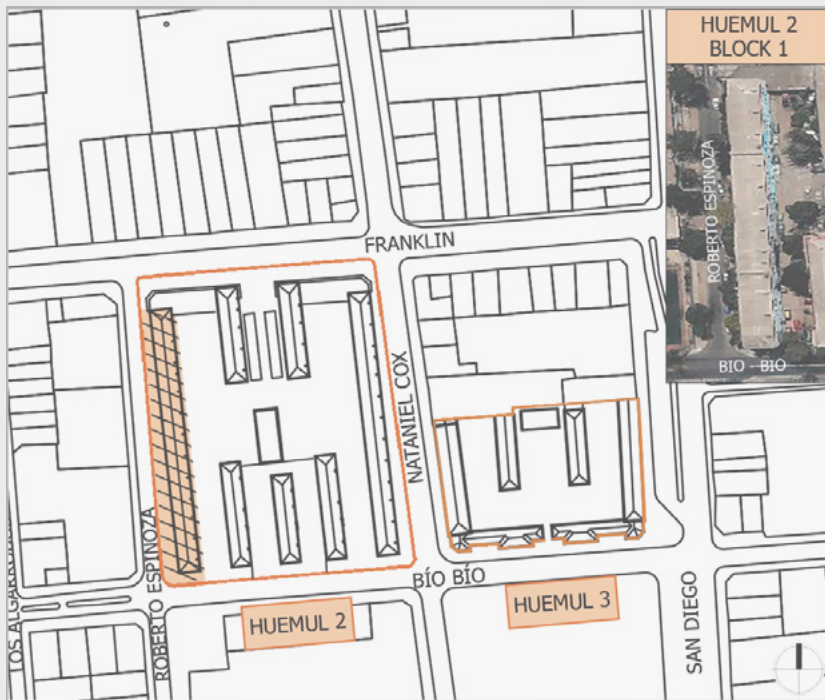 HUEMUL 2
BLOCK 1
ROBERTO ESPINOZA
BIO - BIO
FRANKLIN
NATANIEL COX
ROBERTO ESPINOZA
BÍO BÍO
HUEMUL 2
HUEMUL 3
SAN DIEGO